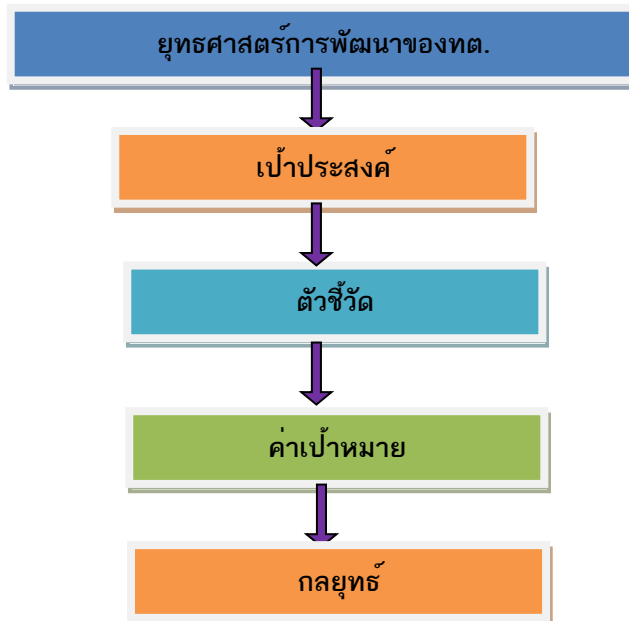 ยุทธศาสตร์การพัฒนาของทต.
เป้าประสงค์
ตัวชี้วัด
ค่าเป้าหมาย
กลยุทธ์